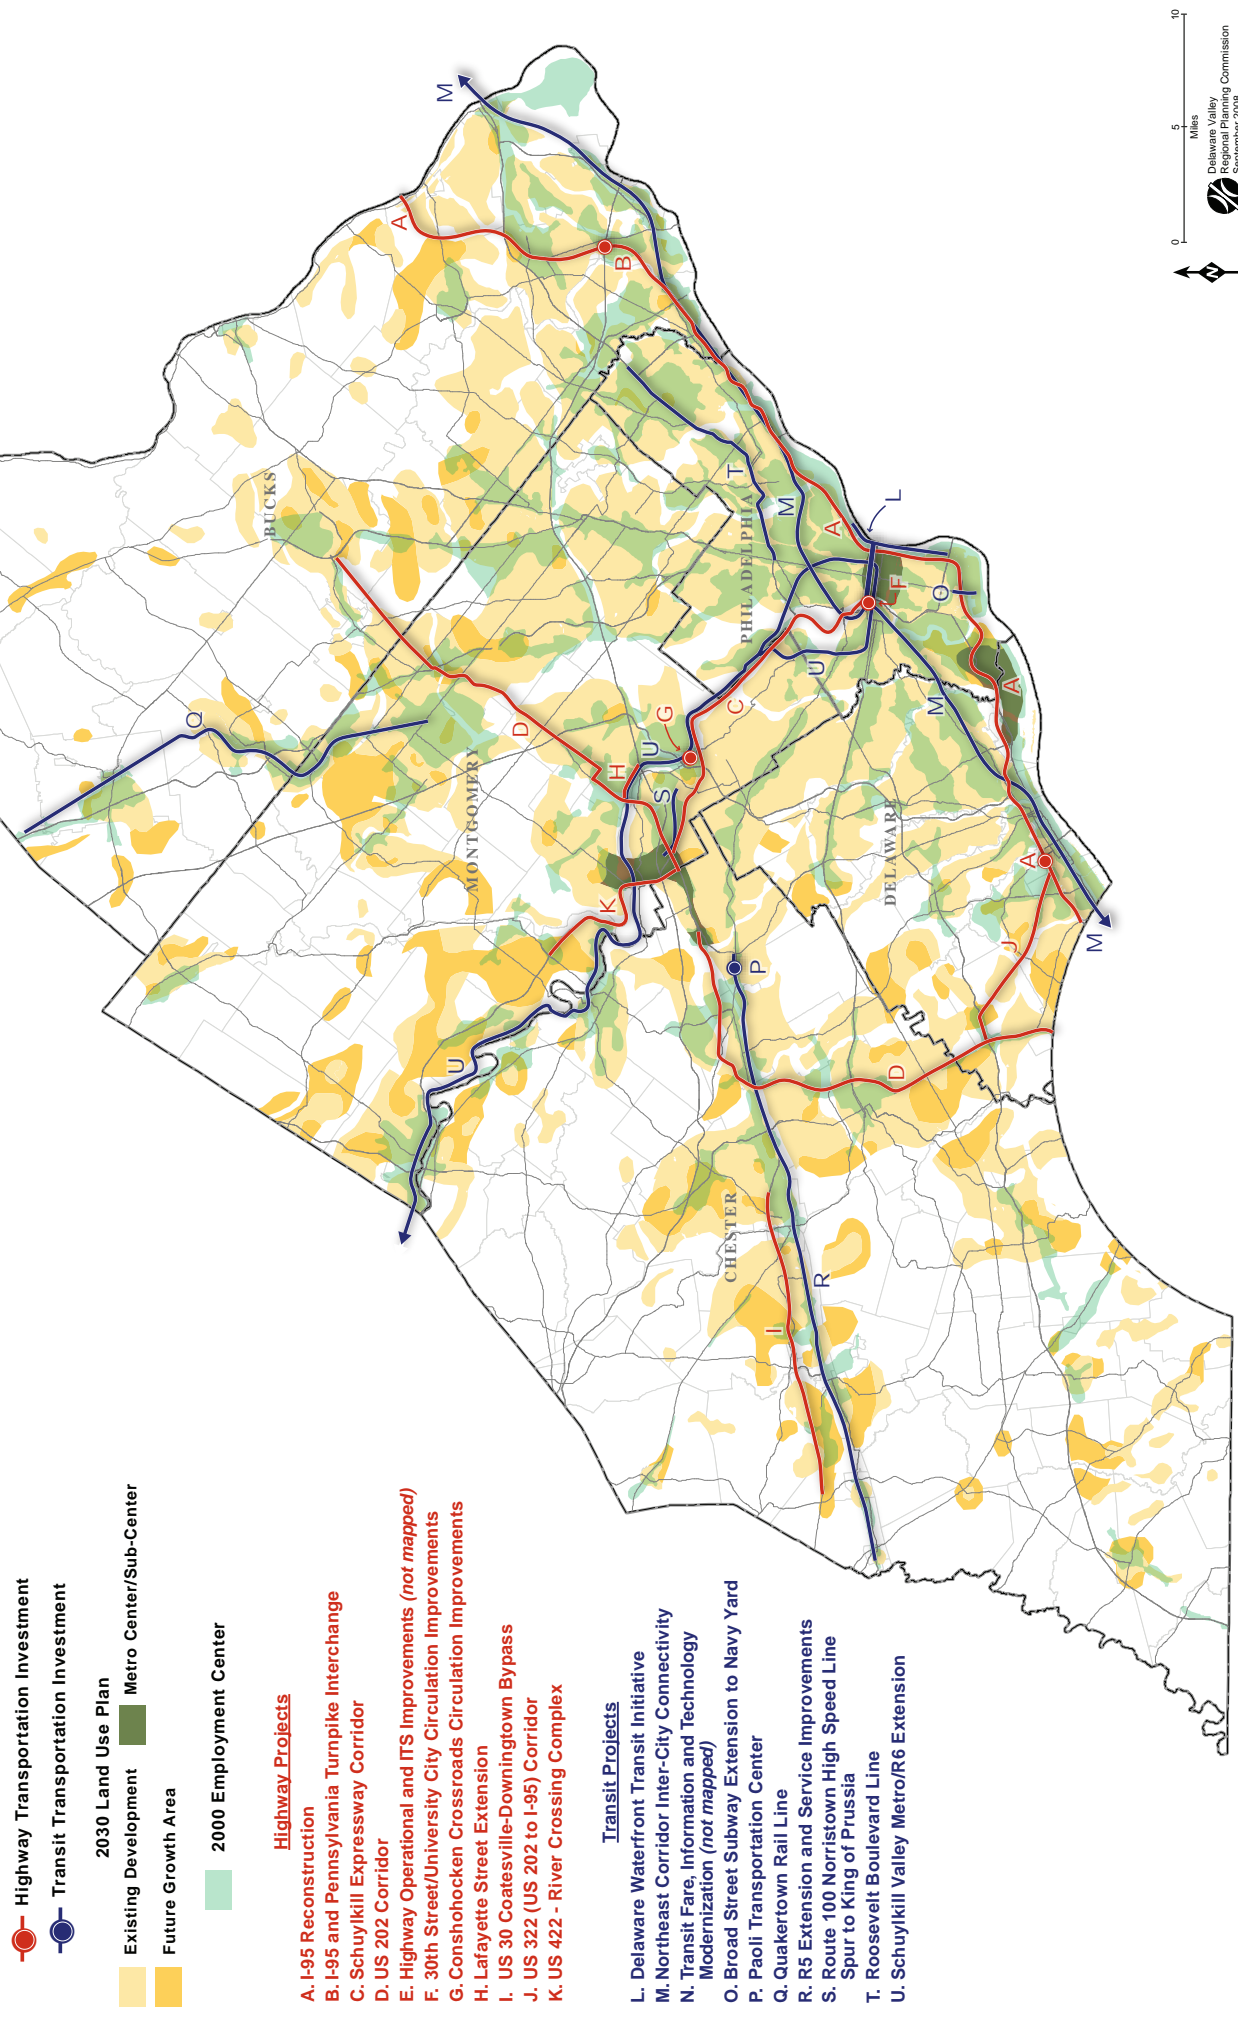 Highway Transportation Investment
Transit Transportation Investment
2030 Land Use Plan
Existing Development
Metro Center/Sub-Center
Future Growth Area
2000 Employment Center
Highway Projects
A. I-95 Reconstruction
B. I-95 and Pennsylvania Turnpike Interchange
C. Schuylkill Expressway Corridor
D. US 202 Corridor
E. Highway Operational and ITS Improvements (not mapped)
F. 30th Street/University City Circulation Improvements
G. Conshohocken Crossroads Circulation Improvements
H. Lafayette Street Extension
I. US 30 Coatesville-Downingtown Bypass
J. US 322 (US 202 to I-95) Corridor
K. US 422 - River Crossing Complex
Transit Projects
L. Delaware Waterfront Transit Initiative
M. Northeast Corridor Inter-City Connectivity
N. Transit Fare, Information and Technology
Modernization (not mapped)
O. Broad Street Subway Extension to Navy Yard
P. Paoli Transportation Center
Q. Quakertown Rail Line
R. R5 Extension and Service Improvements
S. Route 100 Norristown High Speed Line
Spur to King of Prussia
T. Roosevelt Boulevard Line
U. Schuylkill Valley Metro/R6 Extension
Q
BUCKS
A
M
B
D
MONTGOMERY
U
K
H
U
S
G
C
PHILADELPHIA
T
M
A
L
F
O
U
M
A
DELAWARE
A
M
J
D
P
CHESTER
R
I
N
0
5
10
Miles
Delaware Valley
Regional Planning Commission
September 2008